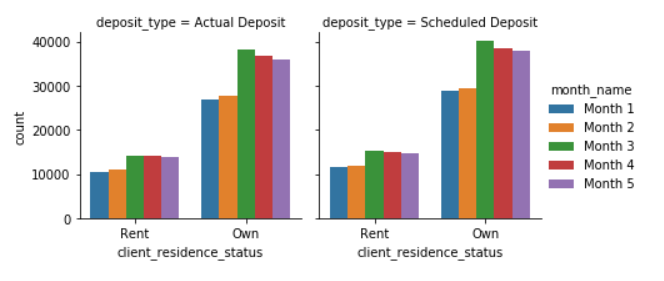 deposit_type = Actual Deposit
deposit_type = Scheduled Deposit
count
40000
30000
20000
10000
0
Rent
Own
client_residence_status
Rent
Own
client_residence_status
month_name
Month 1
Month 2
Month 3
Month 4
Month 5